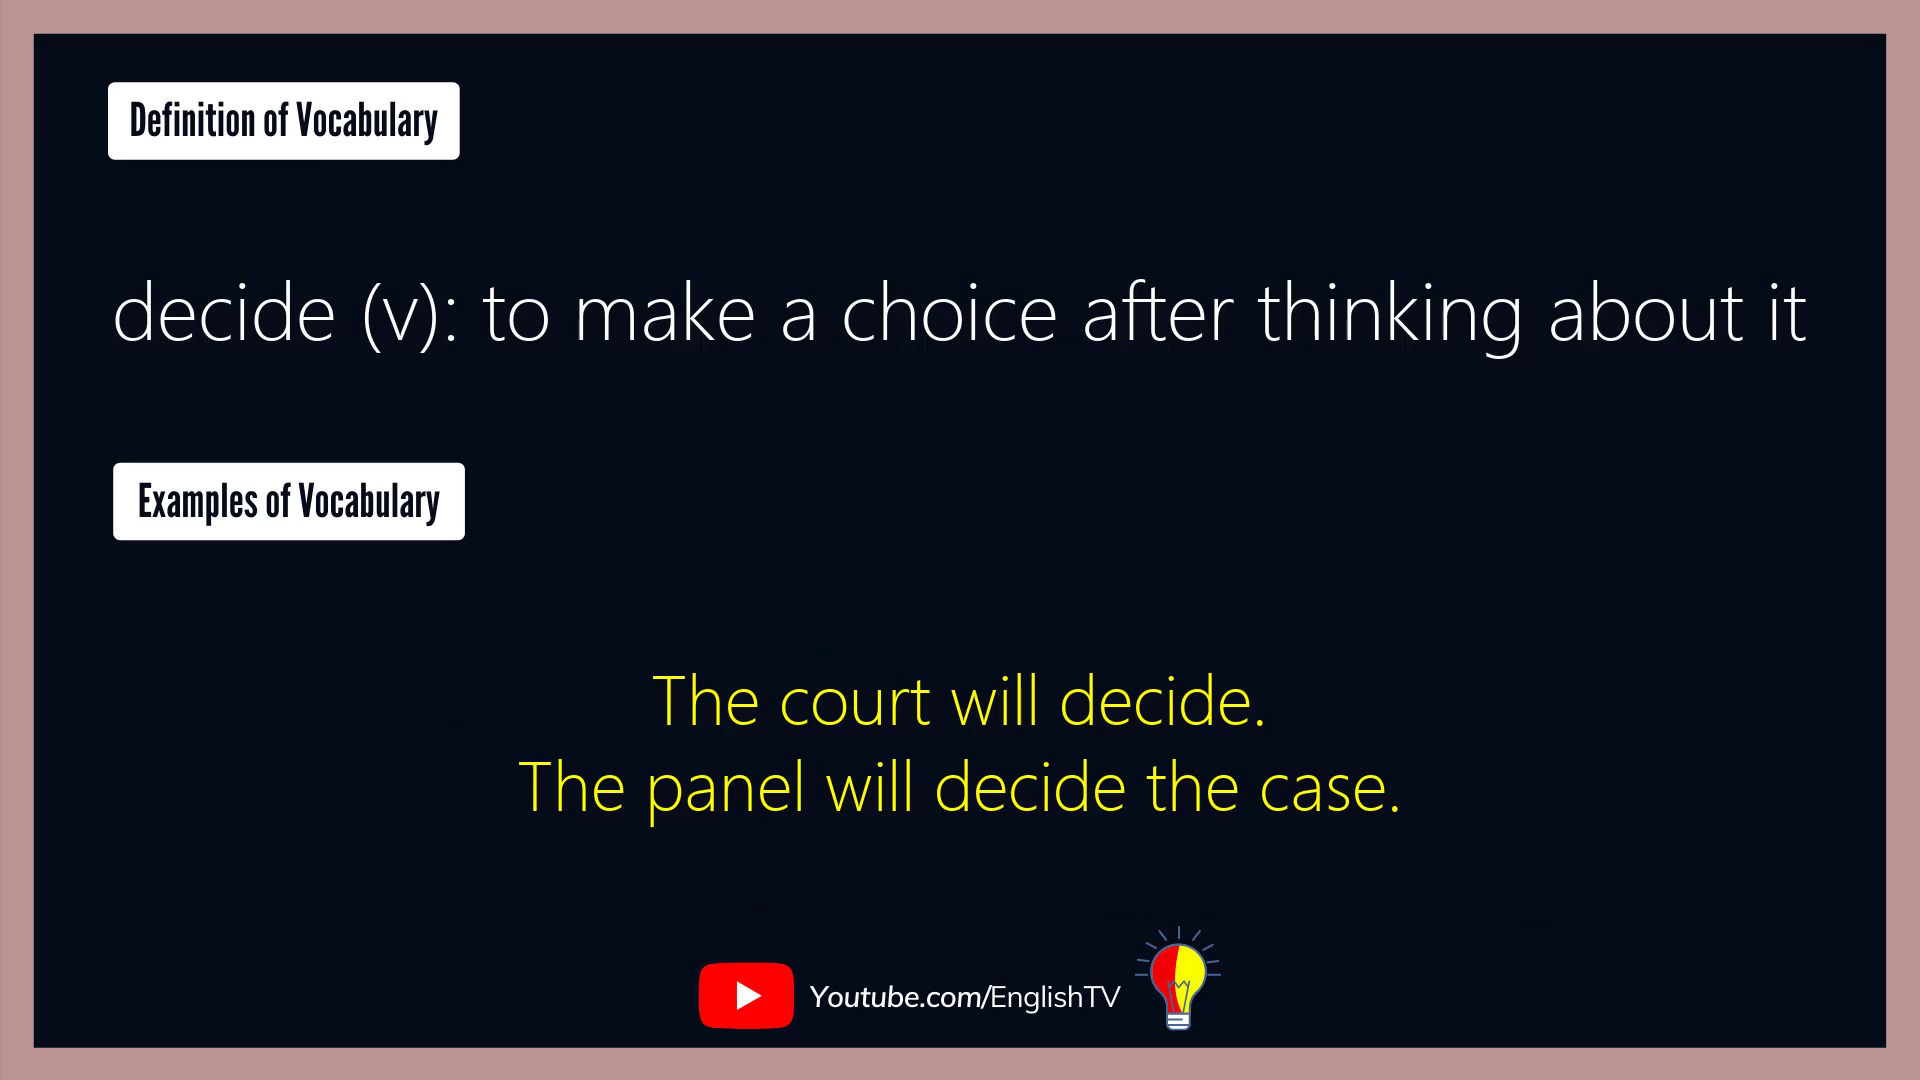 Definition of Vocabulary
decide (v): to make a choice after thinking about it
Examples of Vocabulary
The court will decide.
The panel will decide the case.
Youtube.com/EnglishTV